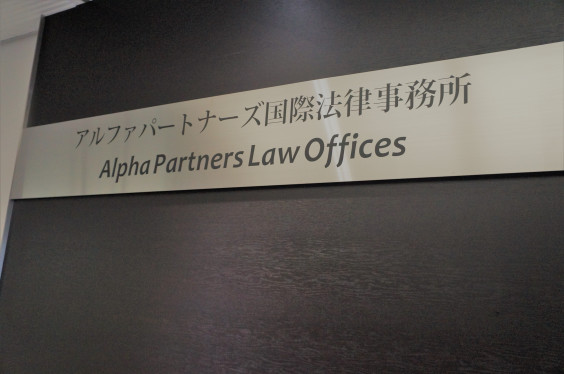 アルファパートナーズ国際法律事務所
Alpha Partners Law Offices